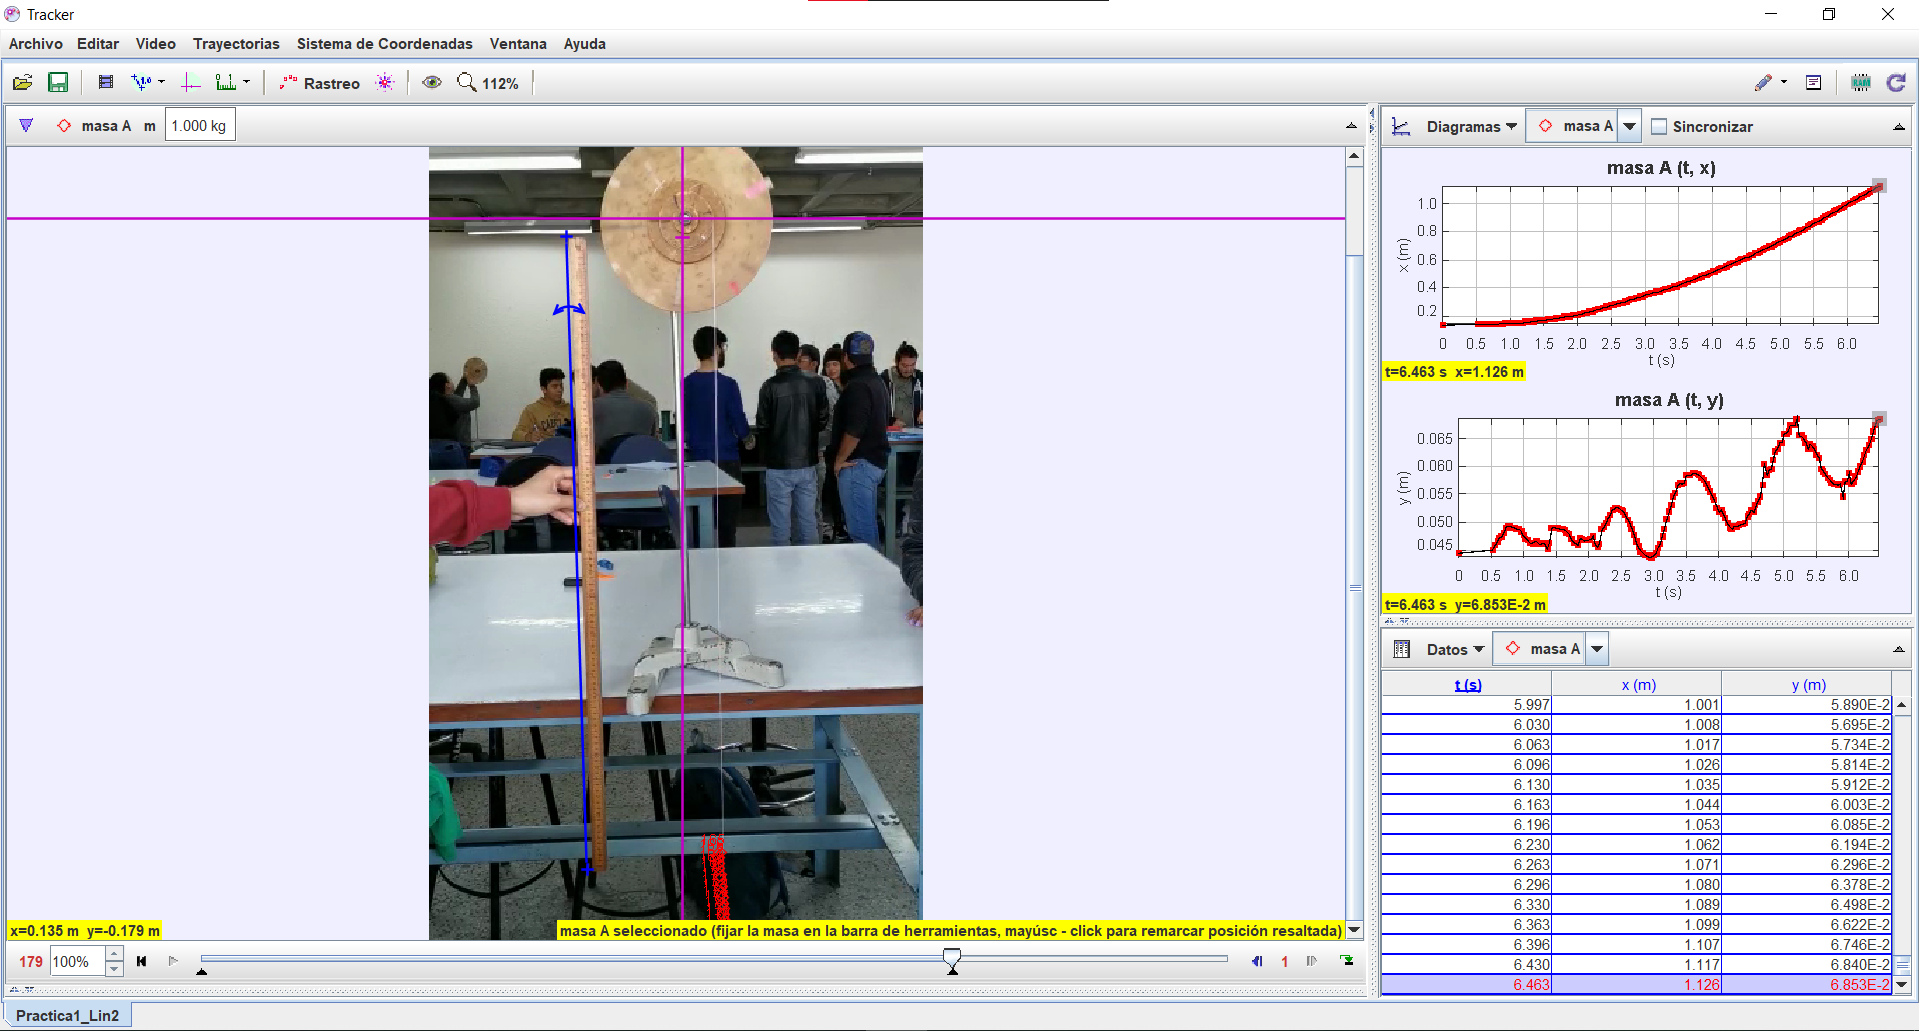 Tracker
Archivo Editar Video Trayectorias Sistema de Coordenadas Ventana Ayuda
Rastreo 112%
masa A m 1.000 kg
x=0.135 m y=-0.179 m
masa A seleccionado (fijar la masa en la barra de herramientas, mayúsc - click para remarcar posición resaltada)
179 100% 1
Practica1_Lin2
Diagramas masa A Sincronizar
masa A (t, x)
x (m)
1.0
0.8
0.6
0.4
0.2
0 0.5 1.0 1.5 2.0 2.5 3.0 3.5 4.0 4.5 5.0 5.5 6.0
t (s)
t=6.463 s x=1.126 m
masa A (t, y)
y (m)
0.065
0.060
0.055
0.050
0.045
0 0.5 1.0 1.5 2.0 2.5 3.0 3.5 4.0 4.5 5.0 5.5 6.0
t (s)
t=6.463 s y=6.853E-2 m
Datos masa A
t (s) x (m) y (m)
5.997 1.001 5.890E-2
6.030 1.008 5.695E-2
6.063 1.017 5.734E-2
6.096 1.026 5.814E-2
6.130 1.035 5.912E-2
6.163 1.044 6.003E-2
6.196 1.053 6.085E-2
6.230 1.062 6.194E-2
6.263 1.071 6.296E-2
6.296 1.080 6.378E-2
6.330 1.089 6.498E-2
6.363 1.099 6.622E-2
6.396 1.107 6.746E-2
6.430 1.117 6.840E-2
6.463 1.126 6.853E-2